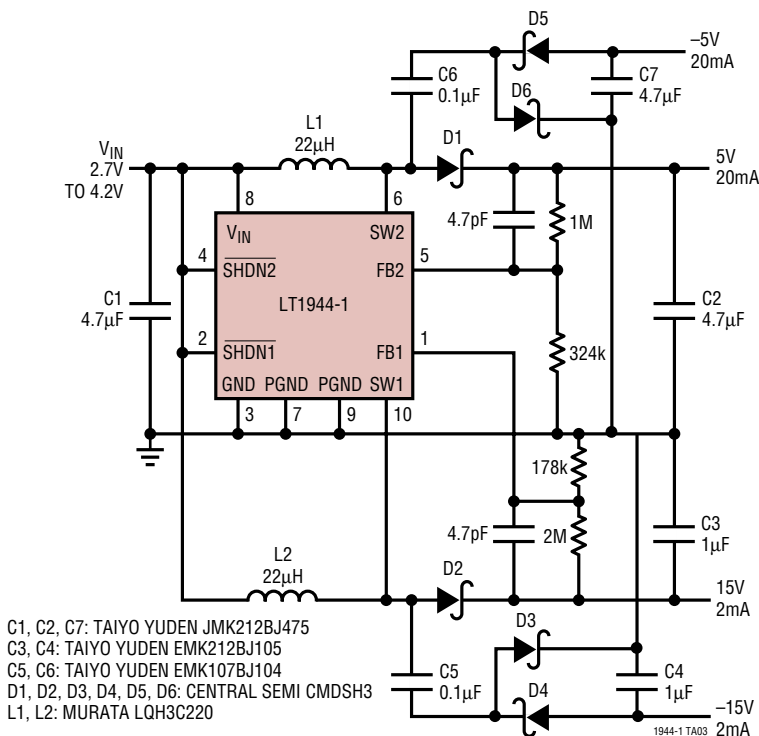 D5
–5V
20mA
C6
0.1µF
D6
C7
4.7µF
VIN
2.7V
TO 4.2V
L1
22µH
D1
5V
20mA
8
6
VIN
SW2
4.7pF
1M
4
SHDN2
5
FB2
LT1944-1
C1
4.7µF
C2
4.7µF
2
SHDN1
1
FB1
324k
GND PGND PGND SW1
3
7
9
10
178k
4.7pF
2M
C3
1µF
L2
22µH
D2
15V
2mA
D3
C5
0.1µF
D4
C4
1µF
–15V
2mA
C1, C2, C7: TAIYO YUDEN JMK212BJ475
C3, C4: TAIYO YUDEN EMK212BJ105
C5, C6: TAIYO YUDEN EMK107BJ104
D1, D2, D3, D4, D5, D6: CENTRAL SEMI CMDSH3
L1, L2: MURATA LQH3C220
1944-1 TA03